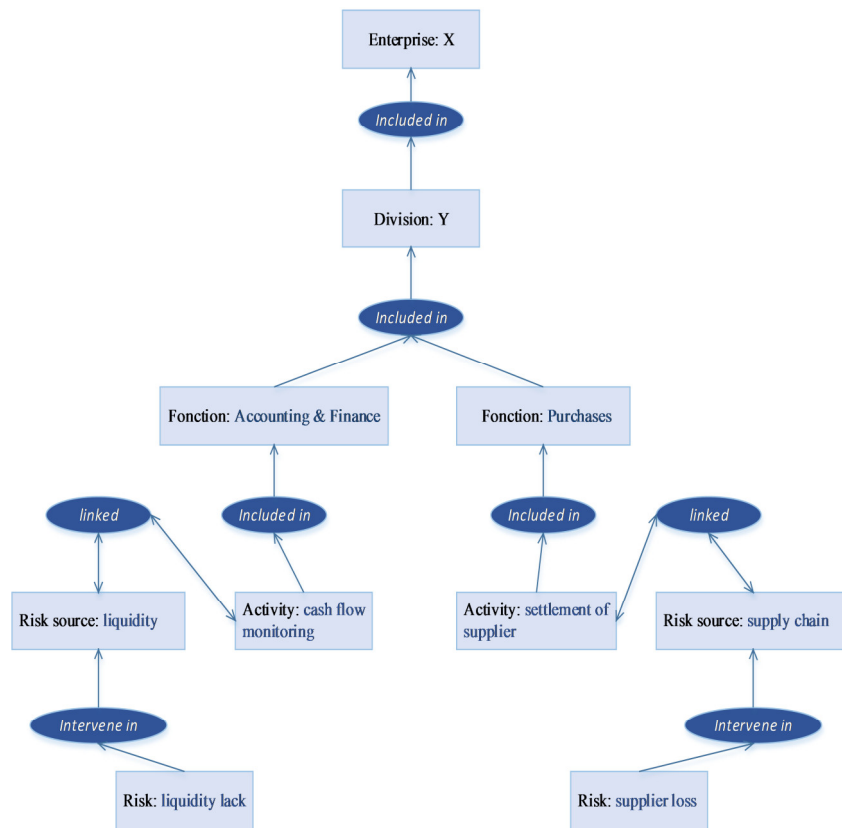 Enterprise: X
Included in
Division: Y
Included in
Fonction: Accounting & Finance
Fonction: Purchases
linked
Included in
Included in
linked
Risk source: liquidity
Activity: cash flow
monitoring
Activity: settlement of
supplier
Risk source: supply chain
Intervene in
Intervene in
Risk: liquidity lack
Risk: supplier loss